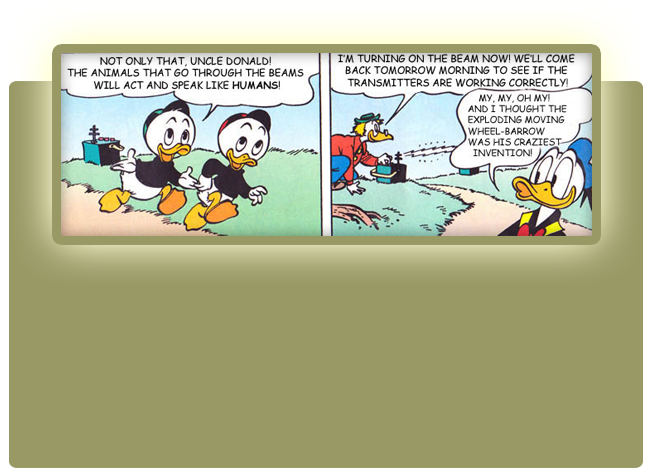 NOT ONLY THAT, UNCLE DONALD!
THE ANIMALS THAT GO THROUGH THE BEAMS
WILL ACT AND SPEAK LIKE HUMANS!
I'M TURNING ON THE BEAM NOW! WE'LL COME
BACK TOMORROW MORNING TO SEE IF THE
TRANSMITTERS ARE WORKING CORRECTLY!
MY, MY, OH MY!
AND I THOUGHT THE
EXPLODING MOVING
WHEEL-BARROW
WAS HIS CRAZIEST
INVENTION!